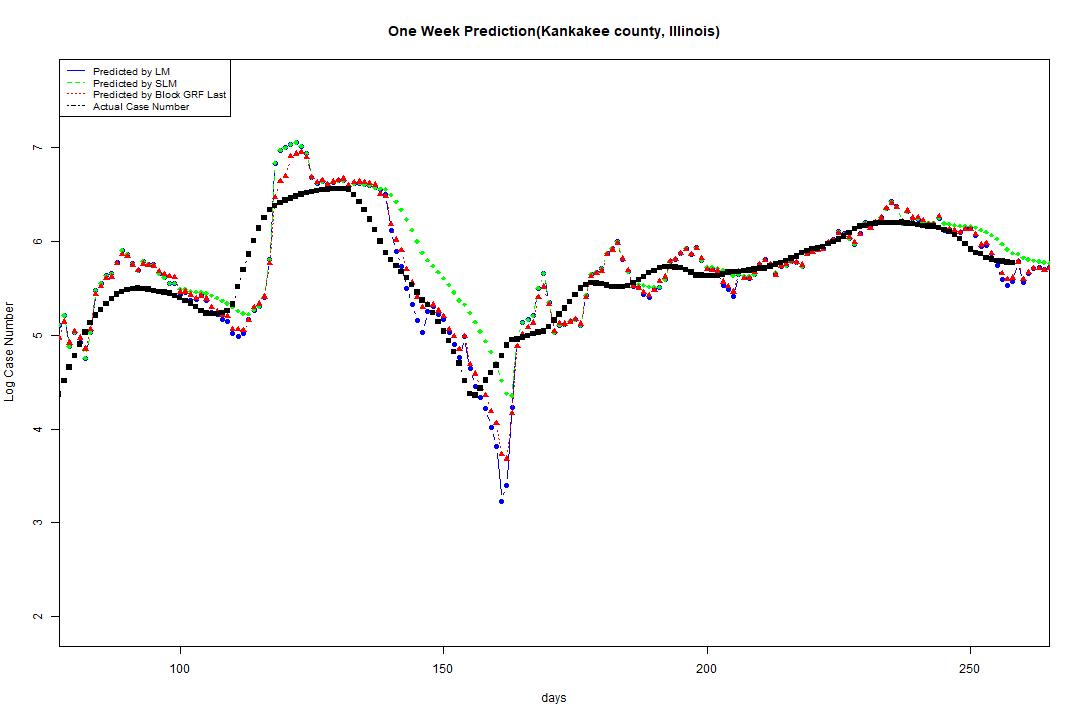 One Week Prediction(Kankakee county, Illinois)
Predicted by LM
Predicted by SLM
Predicted by Block GRF Last
Actual Case Number
Log Case Number
7
6
5
4
3
2
100 150 200 250
days